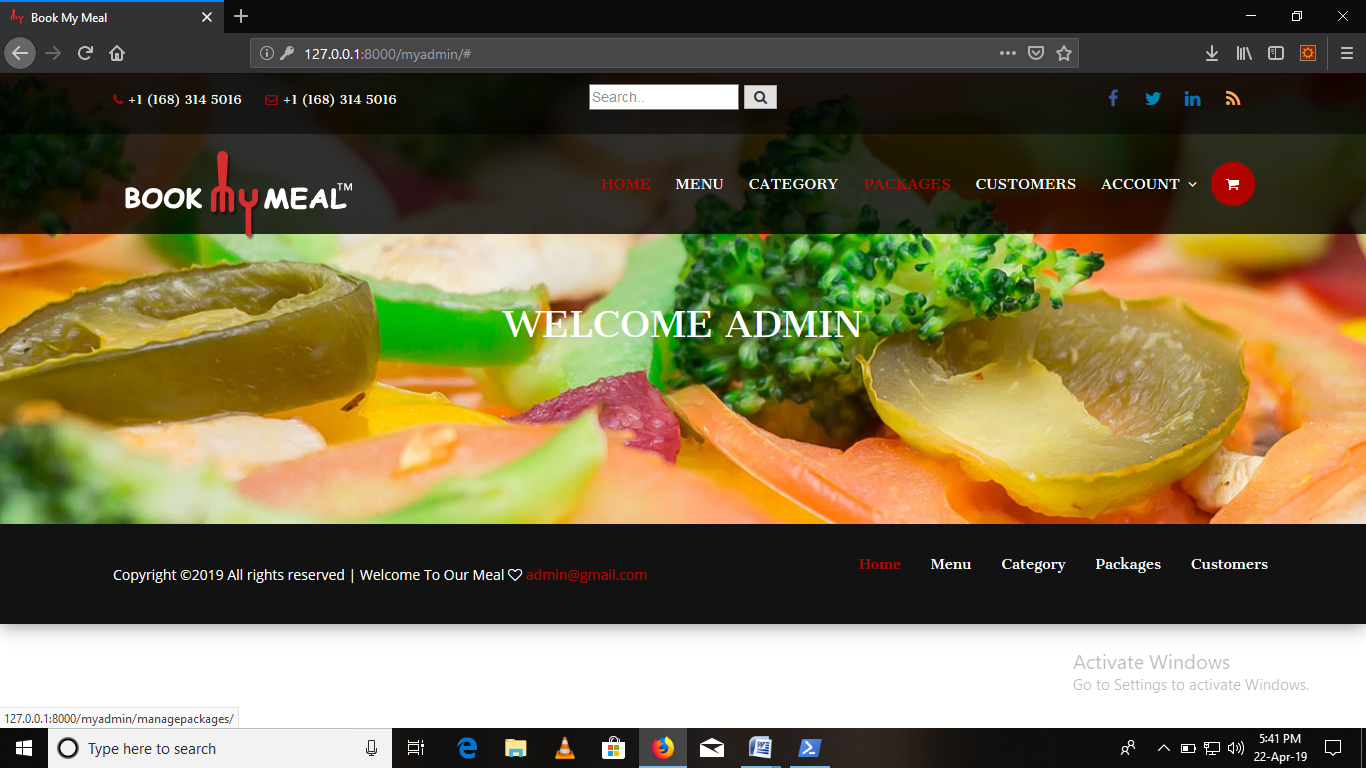 Book My Meal
127.0.0.1:8000/myadmin/#
+1 (168) 314 5016 +1 (168) 314 5016 Search..
BOOK my MEAL™
HOME MENU CATEGORY PACKAGES CUSTOMERS ACCOUNT
WELCOME ADMIN
Copyright ©2019 All rights reserved | Welcome To Our Meal ♡ admin@gmail.com
Home Menu Category Packages Customers
Activate Windows
Go to Settings to activate Windows.
127.0.0.1:8000/myadmin/managepackages/
Type here to search
5:41 PM
22-Apr-19